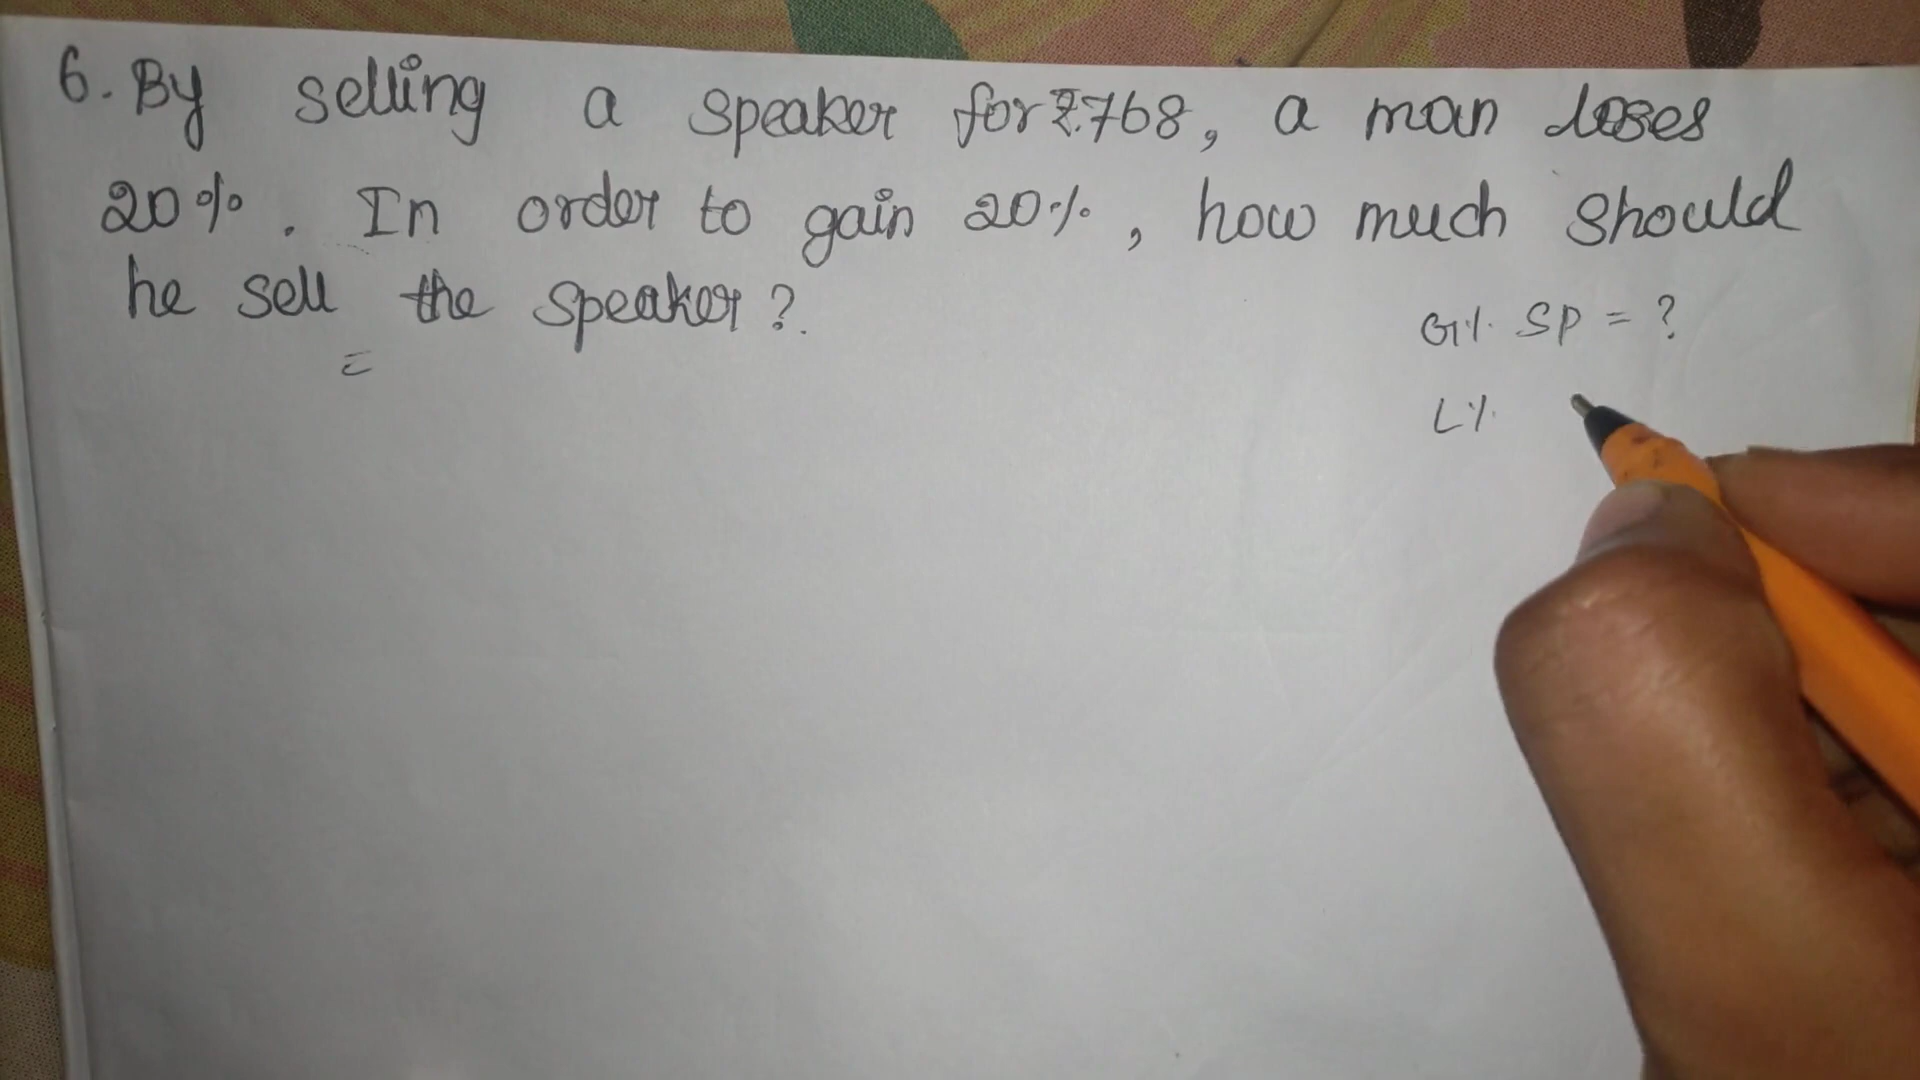 6. By selling a speaker for ₹.768, a man loses
20%. In order to gain 20%, how much should
he sell the speaker?.
=
G% SP = ?
L%